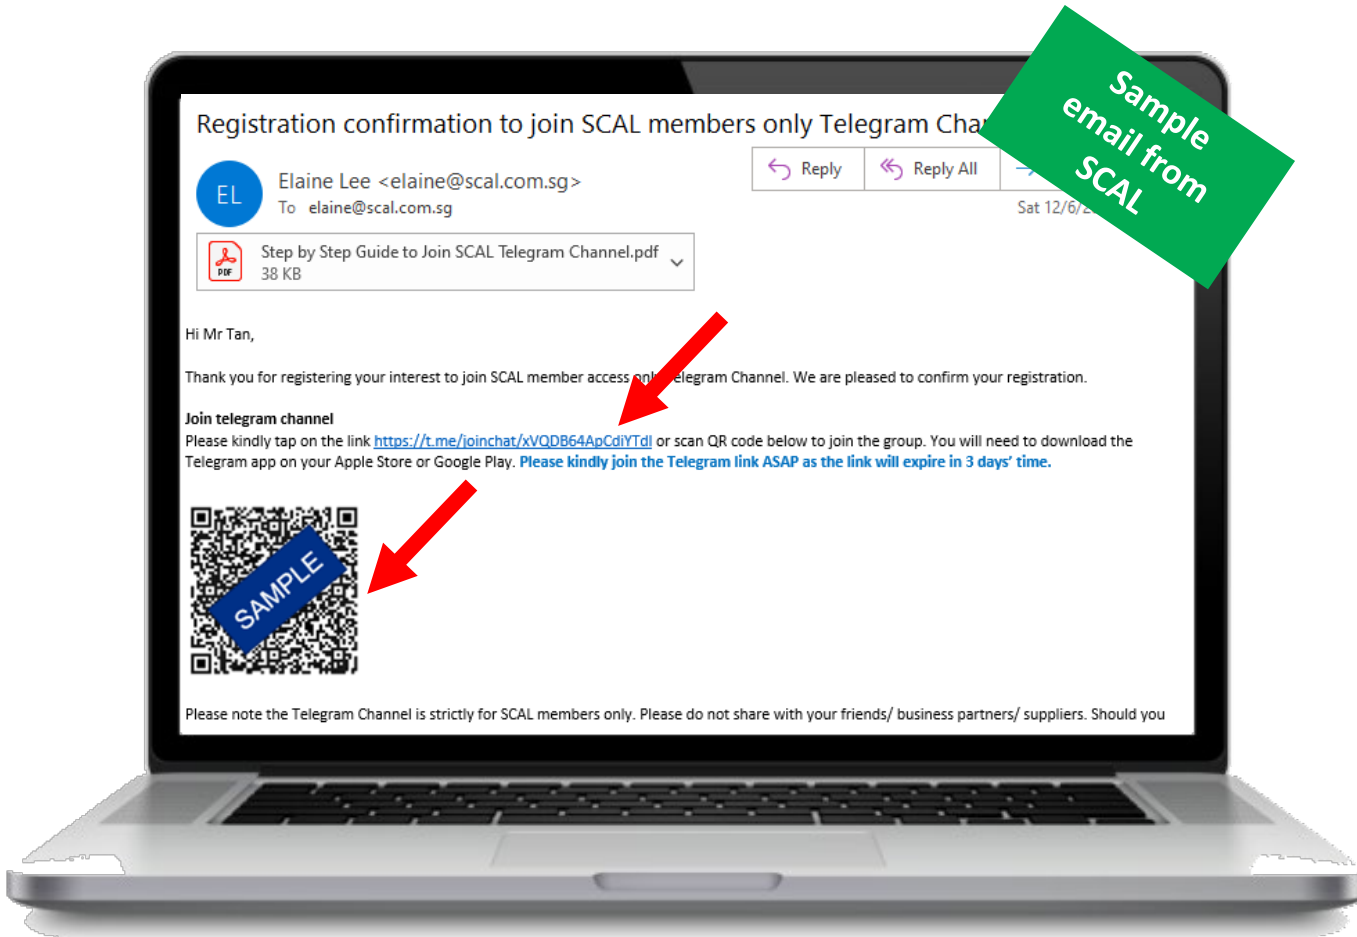 Sample
email from
SCAL
Registration confirmation to join SCAL members only Telegram
EL
Elaine Lee <elaine@scal.com.sg>
To elaine@scal.com.sg
Reply
Reply All
Sat 12/6/
PDF
Step by Step Guide to Join SCAL Telegram Channel.pdf
38 KB
Hi Mr Tan,
Thank you for registering your interest to join SCAL member access only Telegram Channel. We are pleased to confirm your registration.
Join telegram channel
Please kindly tap on the link https://t.me/joinchat/xVQDB64ApCdiYTdl or scan QR code below to join the group. You will need to download the
Telegram app on your Apple Store or Google Play. Please kindly join the Telegram link ASAP as the link will expire in 3 days’ time.
SAMPLE
Please note the Telegram Channel is strictly for SCAL members only. Please do not share with your friends/ business partners/ suppliers. Should you